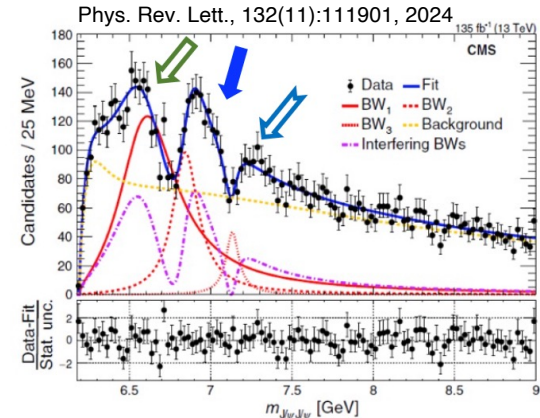 Phys. Rev. Lett., 132(11):111901, 2024
135 fb⁻¹ (13 TeV)
CMS
Candidates / 25 MeV
180
160
140
120
100
80
60
40
20
0
Data
Fit
BW₁
BW₂
BW₃
Background
Interfering BWs
Data-Fit
Stat. unc.
2
0
−2
6.5
7
7.5
8
8.5
9
m J/ψ J/ψ [GeV]